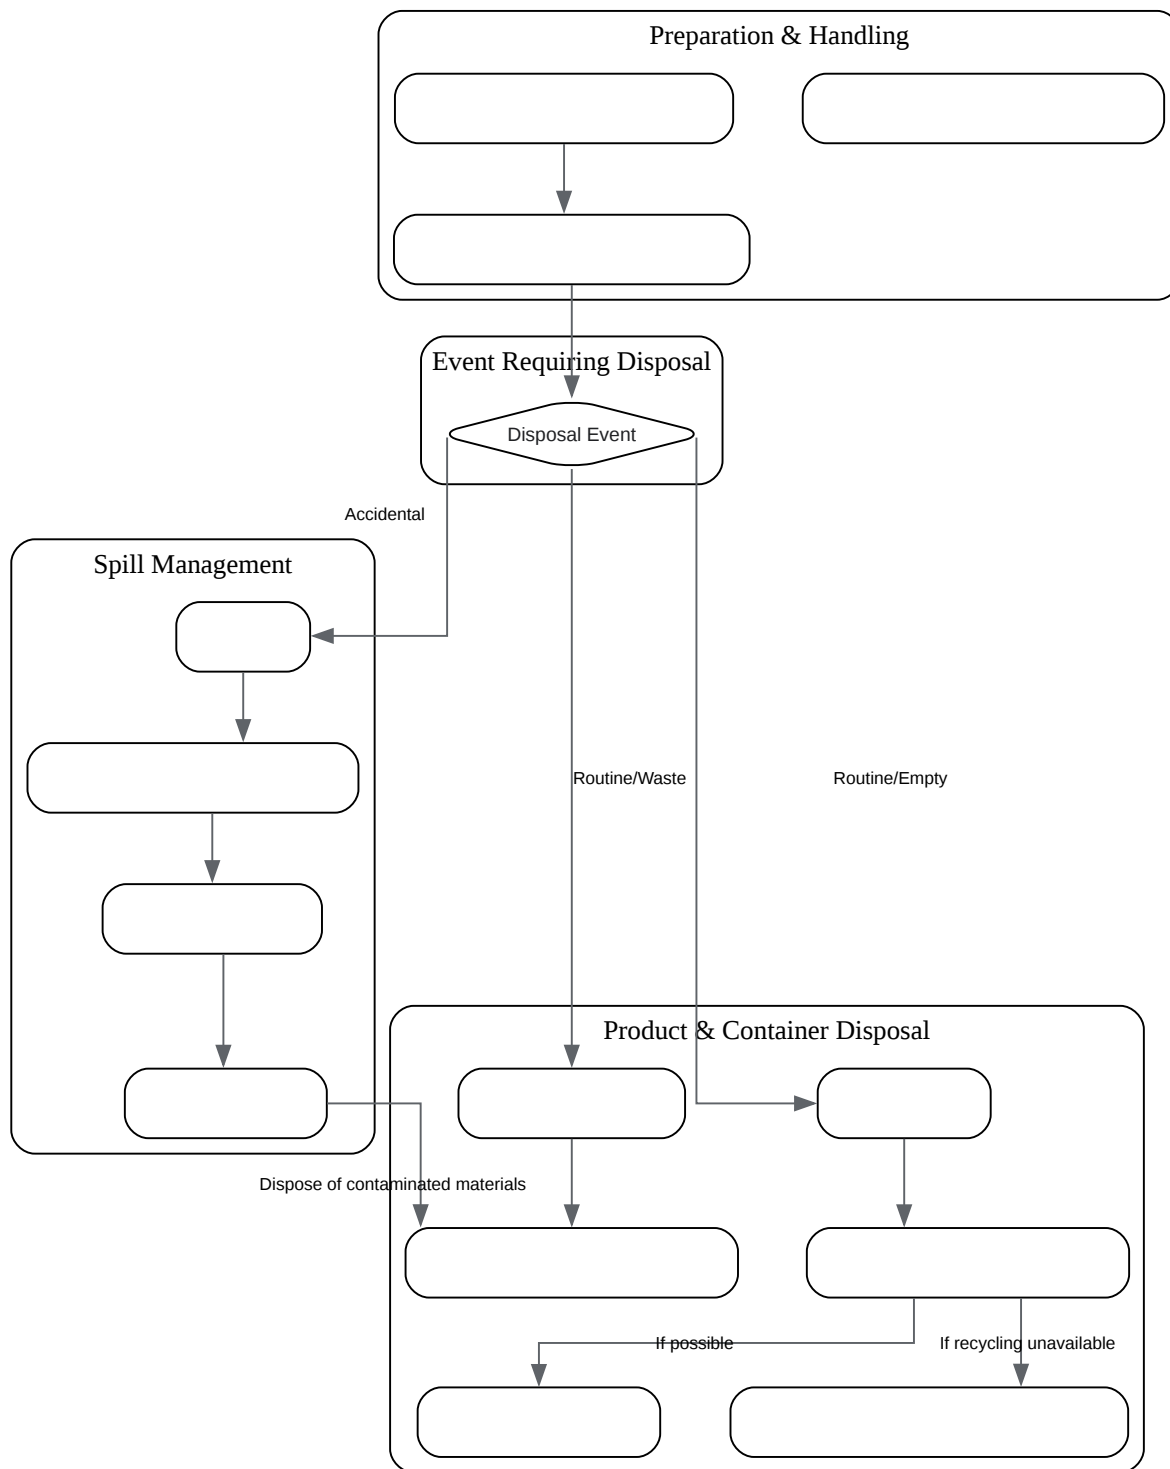 Preparation & Handling
Event Requiring Disposal
Disposal Event
Accidental
Spill Management
Routine/Waste
Routine/Empty
Product & Container Disposal
Dispose of contaminated materials
If possible
If recycling unavailable